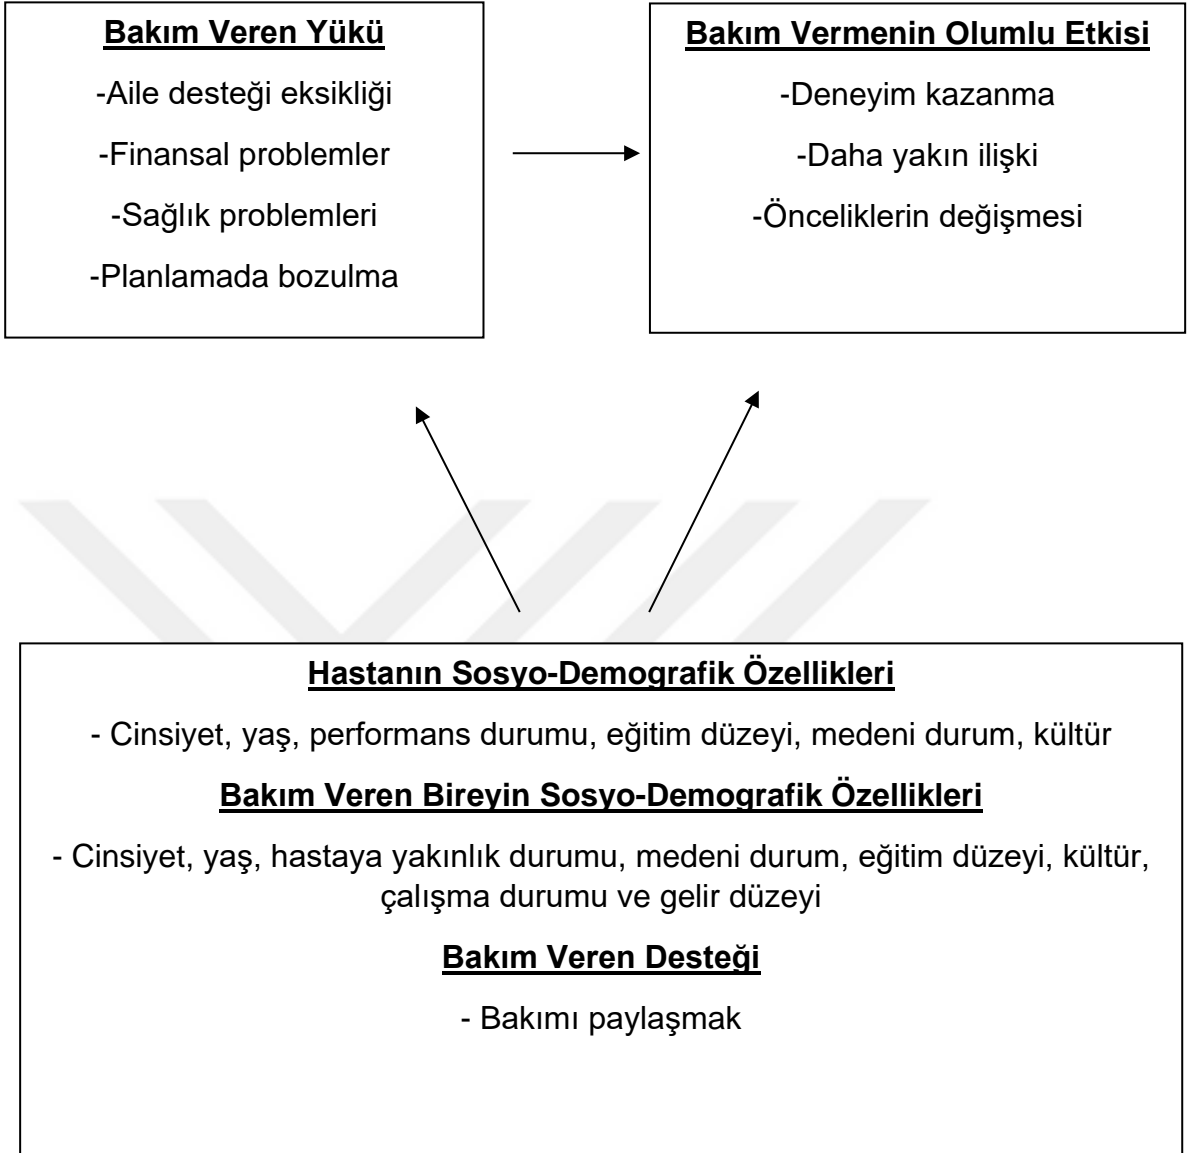 Bakım Veren Yükü
-Aile desteği eksikliği
-Finansal problemler
-Sağlık problemleri
-Planlamada bozulma
Bakım Vermenin Olumlu Etkisi
-Deneyim kazanma
-Daha yakın ilişki
-Önceliklerin değişmesi
Hastanın Sosyo-Demografik Özellikleri
- Cinsiyet, yaş, performans durumu, eğitim düzeyi, medeni durum, kültür
Bakım Veren Bireyin Sosyo-Demografik Özellikleri
- Cinsiyet, yaş, hastaya yakınlık durumu, medeni durum, eğitim düzeyi, kültür,
çalışma durumu ve gelir düzeyi
Bakım Veren Desteği
- Bakımı paylaşmak